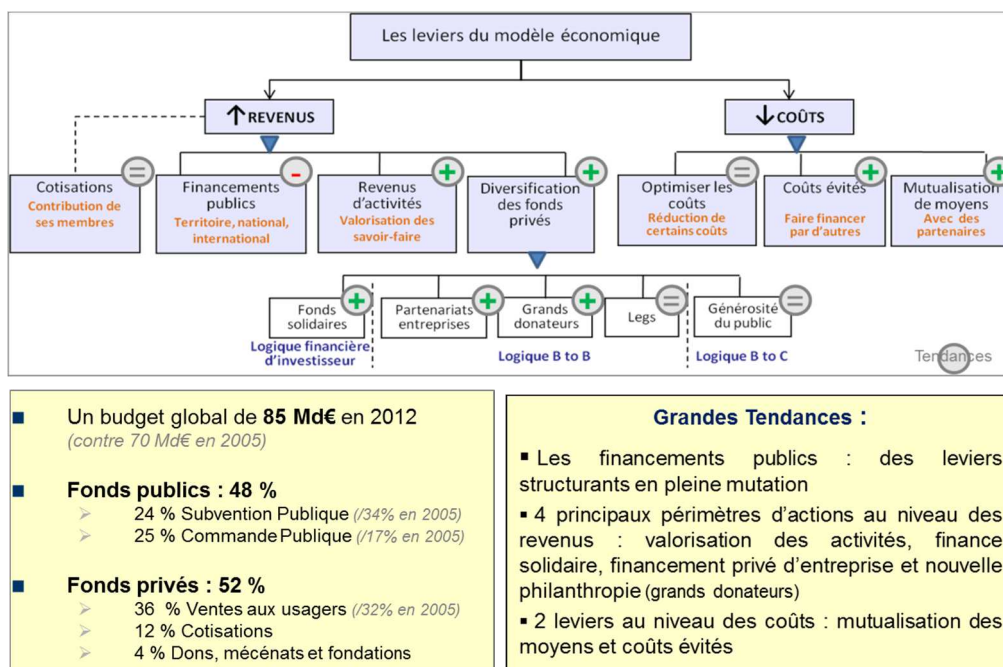 Les leviers du modèle économique
↑ REVENUS
↓ COÛTS
=
-
+
+
=
+
+
Cotisations
Contribution de
ses membres
Financements
publics
Territoire, national,
international
Revenus
d'activités
Valorisation des
savoir-faire
Diversification
des fonds
privés
Optimiser les
coûts
Réduction de
certains coûts
Coûts évités
Faire financer
par d'autres
Mutualisation
de moyens
Avec des
partenaires
+
+
+
=
=
Fonds
solidaires
Partenariats
entreprises
Grands
donateurs
Legs
Générosité
du public
Logique financière
d'investisseur
Logique B to B
Logique B to C
Tendances
■ Un budget global de 85 Md€ en 2012
(contre 70 Md€ en 2005)
■ Fonds publics : 48 %
➢ 24 % Subvention Publique (/34% en 2005)
➢ 25 % Commande Publique (/17% en 2005)
■ Fonds privés : 52 %
➢ 36 % Ventes aux usagers (/32% en 2005)
➢ 12 % Cotisations
➢ 4 % Dons, mécénats et fondations
Grandes Tendances :
▪ Les financements publics : des leviers
structurants en pleine mutation
▪ 4 principaux périmètres d'actions au niveau des
revenus : valorisation des activités, finance
solidaire, financement privé d'entreprise et nouvelle
philanthropie (grands donateurs)
▪ 2 leviers au niveau des coûts : mutualisation des
moyens et coûts évités